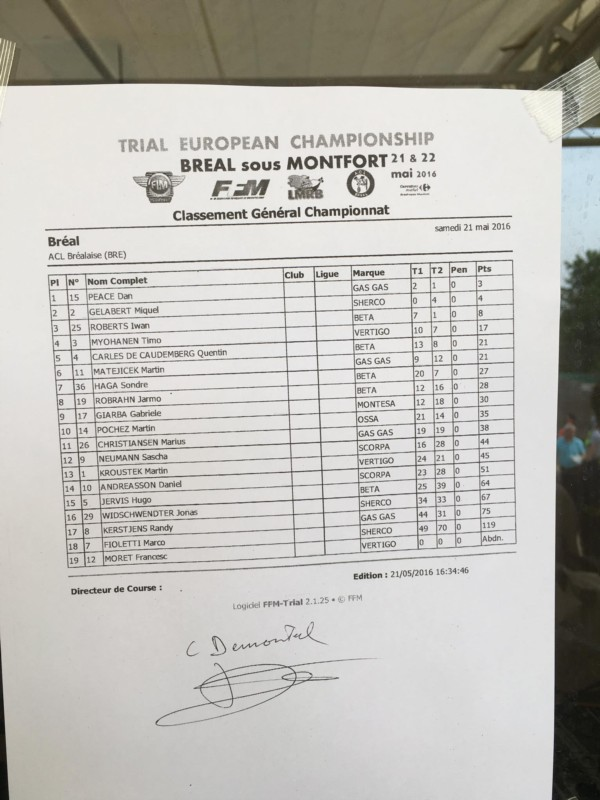 TRIAL EUROPEAN CHAMPIONSHIP
BREAL sous MONTFORT 21 & 22
mai 2016
FIM FFM LMRB
Classement Général Championnat
samedi 21 mai 2016
Bréal
ACL Bréalaise (BRE)
Pl N° Nom Complet Club Ligue Marque T1 T2 Pen Pts
1 15 PEACE Dan GAS GAS 2 1 0 3
2 2 GELABERT Miquel SHERCO 0 4 0 4
3 25 ROBERTS Iwan BETA 7 1 0 8
4 3 MYOHANEN Timo VERTIGO 10 7 0 17
5 4 CARLES DE CAUDEMBERG Quentin BETA 13 8 0 21
6 11 MATEJICEK Martin GAS GAS 9 12 0 21
7 36 HAGA Sondre BETA 20 7 0 27
8 19 ROBRAHN Jarmo BETA 12 16 0 28
9 17 GIARBA Gabriele MONTESA 12 18 0 30
10 14 POCHEZ Martin OSSA 21 14 0 35
11 26 CHRISTIANSEN Marius GAS GAS 19 19 0 38
12 9 NEUMANN Sascha SCORPA 16 28 0 44
13 1 KROUSTEK Martin VERTIGO 24 21 0 45
14 10 ANDREASSON Daniel SCORPA 23 28 0 51
15 5 JERVIS Hugo BETA 25 39 0 64
16 29 WIDSCHWENDTER Jonas SHERCO 34 33 0 67
17 8 KERSTJENS Randy GAS GAS 44 31 0 75
18 7 FIOLETTI Marco SHERCO 49 70 0 119
19 12 MORET Francesc VERTIGO 0 0 0 Abdn.
Directeur de Course :
Edition : 21/05/2016 16:34:46
Logiciel FFM-Trial 2.1.25 • © FFM